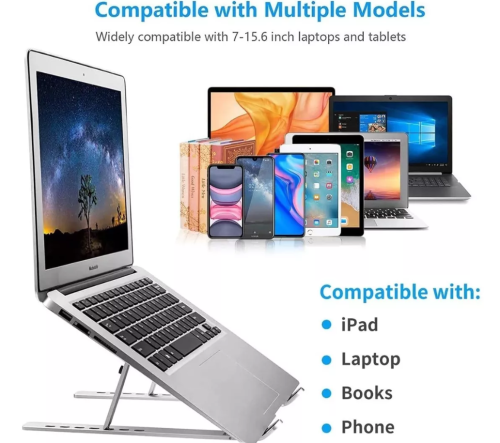 Compatible with Multiple Models
Widely compatible with 7-15.6 inch laptops and tablets
Compatible with:
iPad
Laptop
Books
Phone